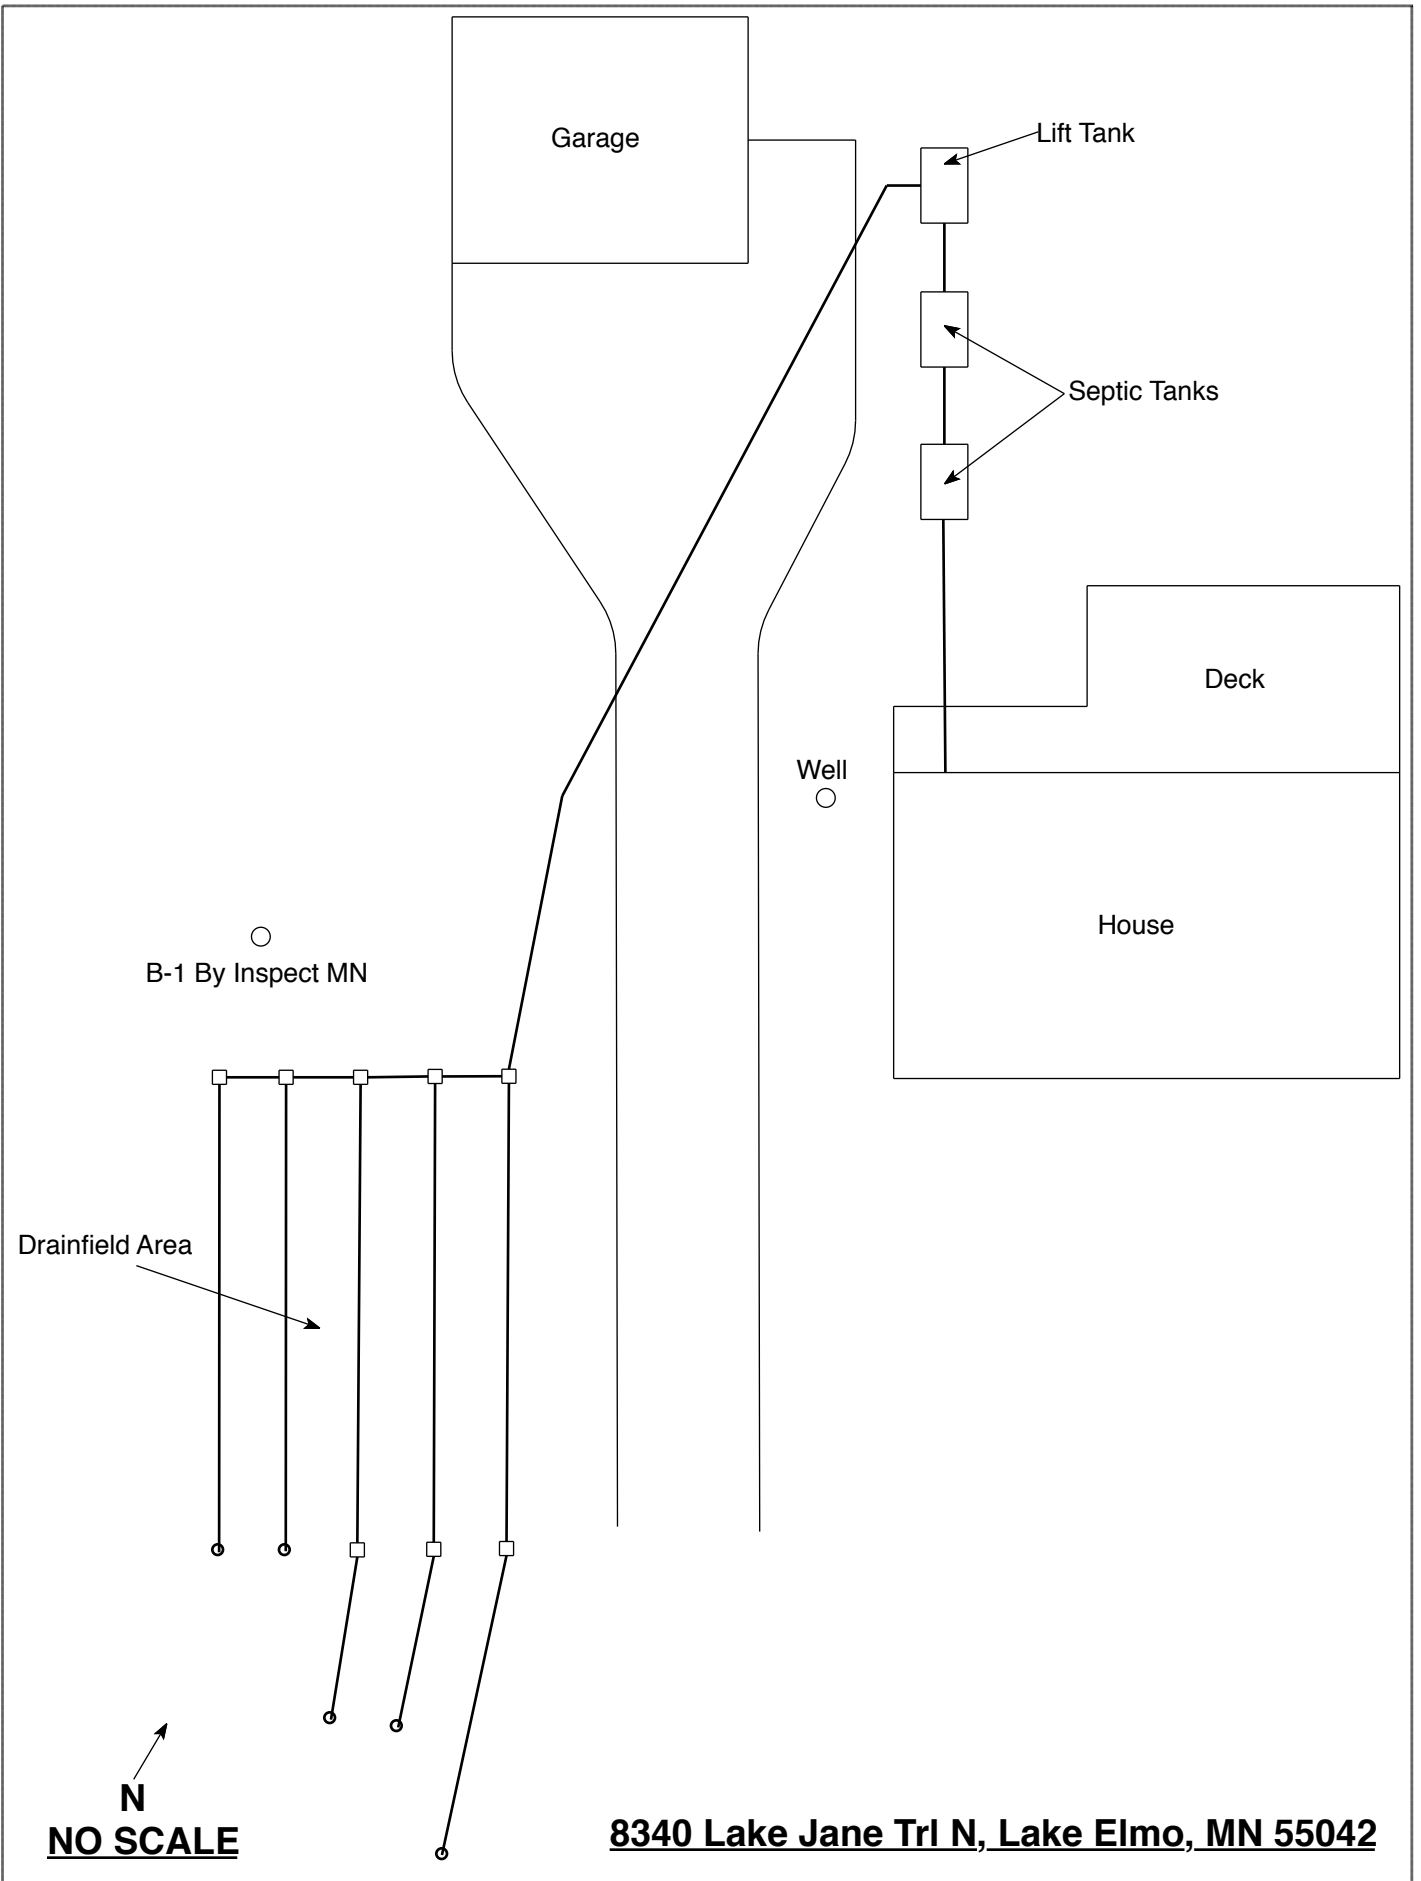 Garage
Lift Tank
Septic Tanks
Deck
Well
House
B-1 By Inspect MN
Drainfield Area
N
NO SCALE
8340 Lake Jane Trl N, Lake Elmo, MN 55042